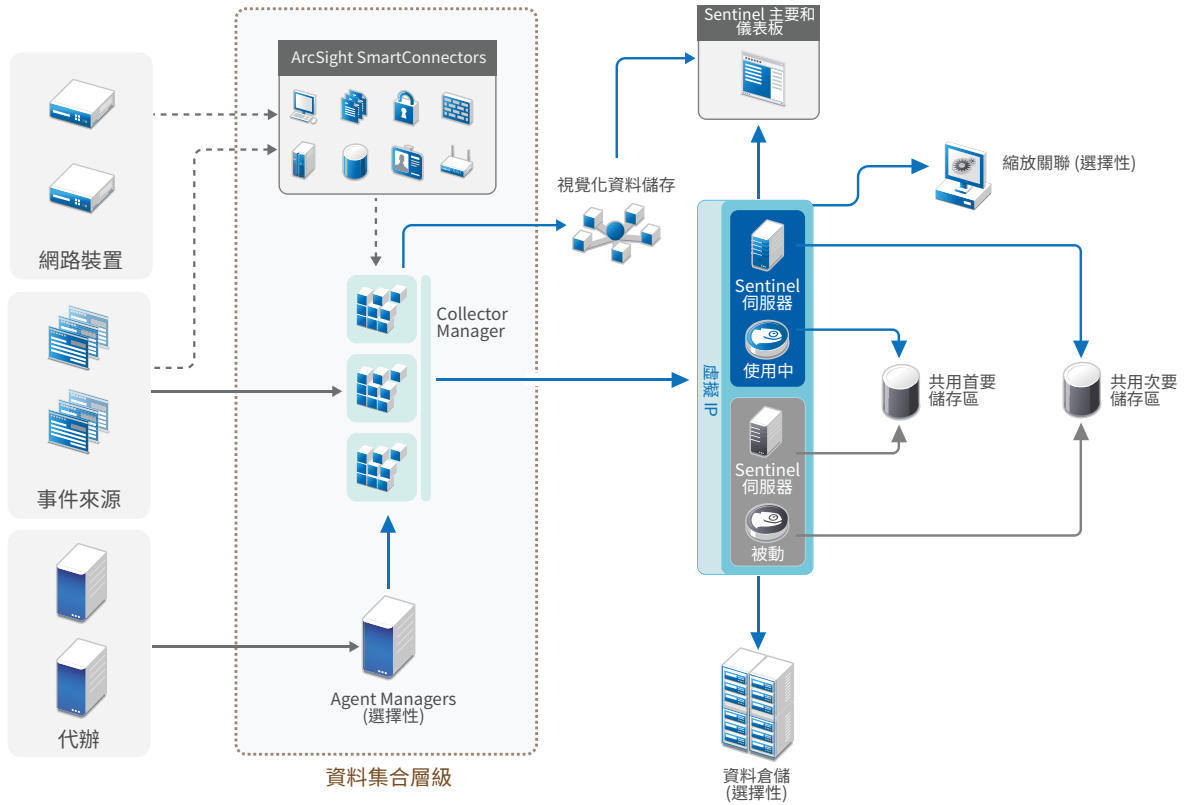 Sentinel 主要和
儀表板
ArcSight SmartConnectors
網路裝置
視覺化資料儲存
縮放關聯 (選擇性)
Collector
Manager
虛擬 IP
Sentinel
伺服器
使用中
共用首要
儲存區
共用次要
儲存區
Sentinel
伺服器
被動
事件來源
代辦
Agent Managers
(選擇性)
資料集合層級
資料倉儲
(選擇性)